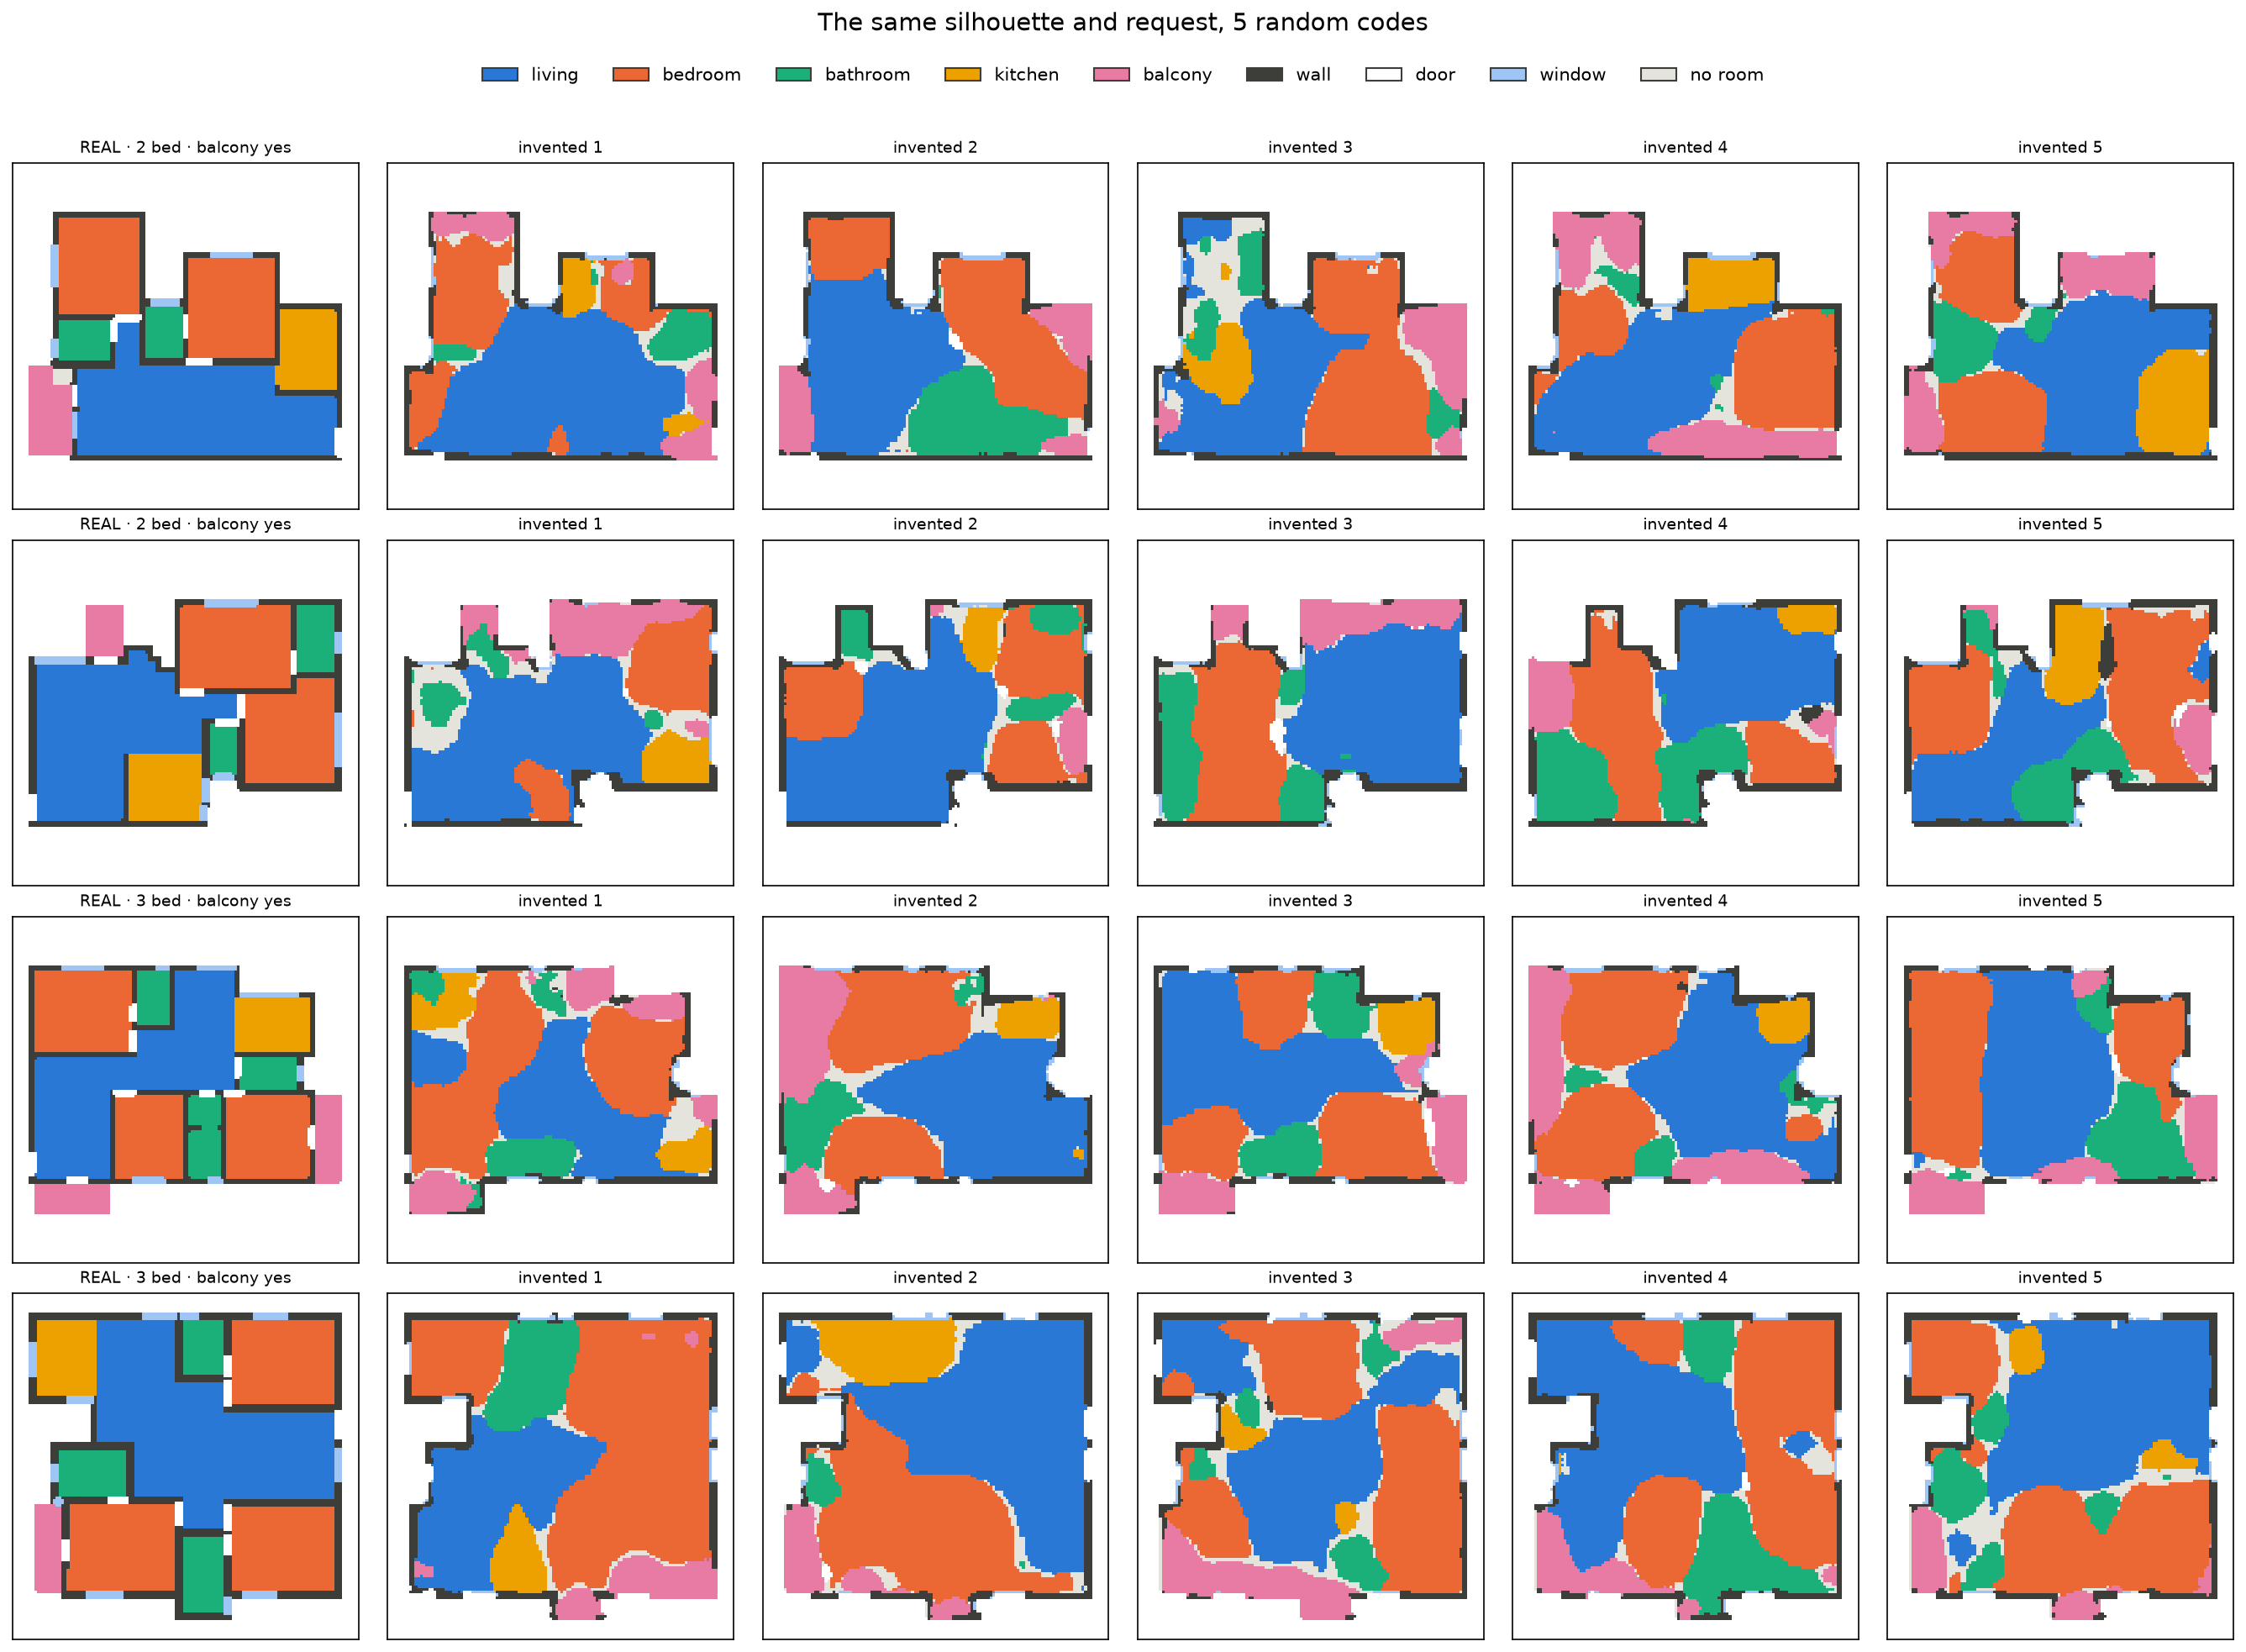 The same silhouette and request, 5 random codes
living bedroom bathroom kitchen balcony wall door window no room
REAL · 2 bed · balcony yes invented 1 invented 2 invented 3 invented 4 invented 5
REAL · 2 bed · balcony yes invented 1 invented 2 invented 3 invented 4 invented 5
REAL · 3 bed · balcony yes invented 1 invented 2 invented 3 invented 4 invented 5
REAL · 3 bed · balcony yes invented 1 invented 2 invented 3 invented 4 invented 5